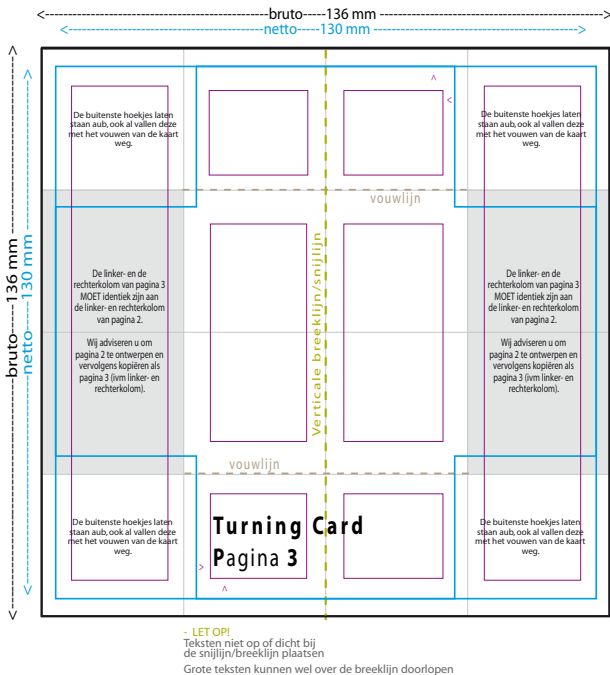 bruto-----136 mm
netto-----130 mm
bruto-----136 mm
netto-----130 mm
De buitenste hoekjes laten
staan aub, ook al vallen deze
met het vouwen van de kaart
weg.
De buitenste hoekjes laten
staan aub, ook al vallen deze
met het vouwen van de kaart
weg.
vouwlijn
De linker- en de
rechterkolom van pagina 3
MOET identiek zijn aan
de linker- en rechterkolom
van pagina 2.
Wij adviseren u om
pagina 2 te ontwerpen en
vervolgens kopiëren als
pagina 3 (ivm linker- en
rechterkolom).
Verticale breeklijn/snijlijn
De linker- en de
rechterkolom van pagina 3
MOET identiek zijn aan
de linker- en rechterkolom
van pagina 2.
Wij adviseren u om
pagina 2 te ontwerpen en
vervolgens kopiëren als
pagina 3 (ivm linker- en
rechterkolom).
vouwlijn
De buitenste hoekjes laten
staan aub, ook al vallen deze
met het vouwen van de kaart
weg.
Turning Card
Pagina 3
De buitenste hoekjes laten
staan aub, ook al vallen deze
met het vouwen van de kaart
weg.
- LET OP!
Teksten niet op of dicht bij
de snijlijn/breeklijn plaatsen
Grote teksten kunnen wel over de breeklijn doorlopen